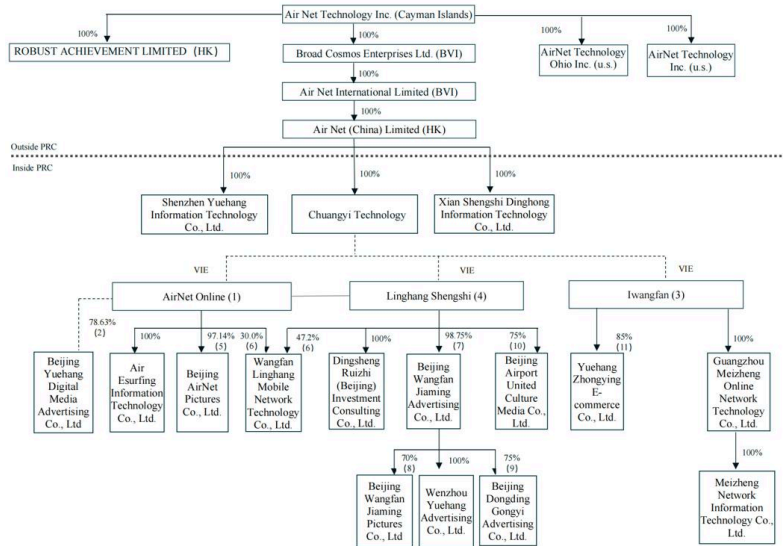 Air Net Technology Inc. (Cayman Islands)
100%
100%
100%
100%
ROBUST ACHIEVEMENT LIMITED (HK)
Broad Cosmos Enterprises Ltd. (BVI)
AirNet Technology
Ohio Inc. (u.s.)
AirNet Technology
Inc. (u.s.)
100%
Air Net International Limited (BVI)
100%
Air Net (China) Limited (HK)
Outside PRC
Inside PRC
100%
100%
100%
Shenzhen Yuehang
Information Technology
Co., Ltd.
Chuangyi Technology
Xian Shengshi Dinghong
Information Technology
Co., Ltd.
VIE
VIE
VIE
AirNet Online (1)
Linghang Shengshi (4)
Iwangfan (3)
78.63%
(2)
100%
97.14%
(5)
30.0%
(6)
47.2%
(6)
100%
98.75%
(7)
75%
(10)
85%
(11)
100%
Beijing
Yuehang
Digital
Media
Advertising
Co., Ltd
Air
Esurfing
Information
Technology
Co., Ltd.
Beijing
AirNet
Pictures
Co., Ltd.
Wangfan
Linghang
Mobile
Network
Technology
Co., Ltd.
Dingsheng
Ruizhi
(Beijing)
Investment
Consulting
Co., Ltd.
Beijing
Wangfan
Jiaming
Advertising
Co., Ltd.
Beijing
Airport
United
Culture
Media Co.,
Ltd.
Yuehang
Zhongying
E-
commerce
Co., Ltd.
Guangzhou
Meizheng
Online
Network
Technology
Co., Ltd.
70%
(8)
100%
75%
(9)
100%
Beijing
Wangfan
Jiaming
Pictures
Co., Ltd
Wenzhou
Yuehang
Advertising
Co., Ltd.
Beijing
Dongding
Gongyi
Advertising
Co., Ltd.
Meizheng
Network
Information
Technology Co.,
Ltd.